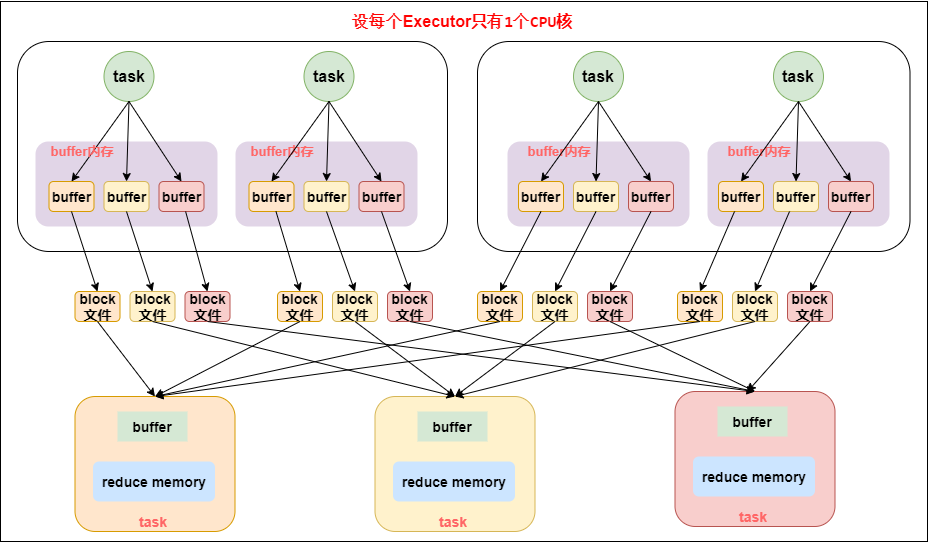 设每个Executor只有1个CPU核
task
task
task
task
buffer内存
buffer内存
buffer内存
buffer内存
buffer
buffer
buffer
buffer
buffer
buffer
buffer
buffer
buffer
buffer
buffer
buffer
block
文件
block
文件
block
文件
block
文件
block
文件
block
文件
block
文件
block
文件
block
文件
block
文件
block
文件
block
文件
buffer
reduce memory
task
buffer
reduce memory
task
buffer
reduce memory
task